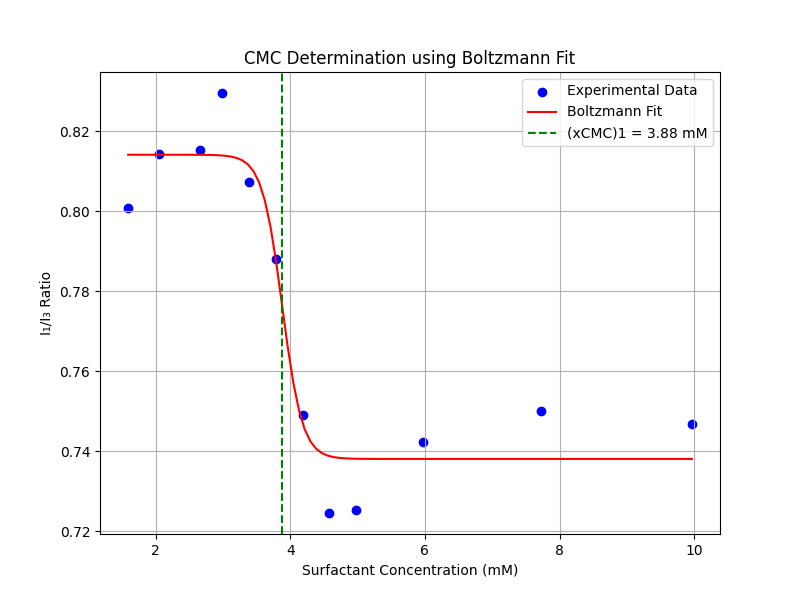 CMC Determination using Boltzmann Fit
Experimental Data
Boltzmann Fit
(xCMC)1 = 3.88 mM
I₁/I₃ Ratio
0.82
0.80
0.78
0.76
0.74
0.72
2 4 6 8 10
Surfactant Concentration (mM)